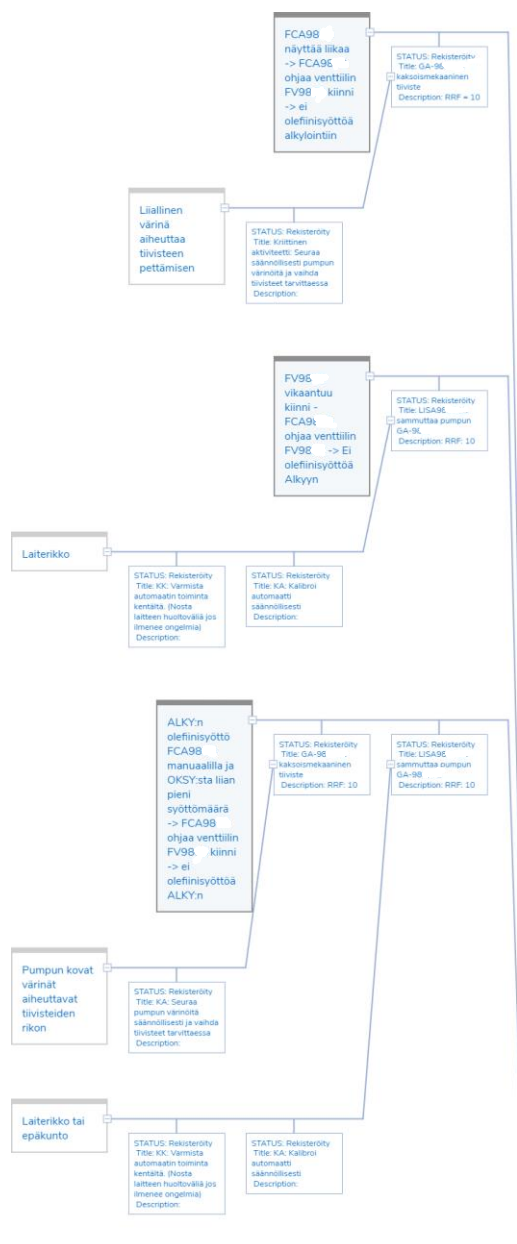 FCA98
näyttää liikaa
-> FCA98
ohjaa venttiilin
FV98 kiinni
-> ei
olefiinisyöttöä
alkylointiin
STATUS: Rekisteröity
Title: GA-98
kaksoismekaaninen
tiiviste
Description: RRF = 10
Liiallinen
värinä
aiheuttaa
tiivisteen
pettämisen
STATUS: Rekisteröity
Title: Kriittinen
aktiviteetti: Seuraa
säännöllisesti pumpun
värinöitä ja vaihda
tiivisteet tarvittaessa
Description:
FV98
vikaantuu
kiinni -
FCA98
ohjaa venttiilin
FV98 -> Ei
olefiinisyöttöä
Alkyyn
STATUS: Rekisteröity
Title: LISA98
sammuttaa pumpun
GA-98
Description: RRF: 10
Laiterikko
STATUS: Rekisteröity
Title: KK: Varmista
automaatin toiminta
kentältä. (Nosta
laitteen huoltoväliä jos
ilmenee ongelmia)
Description:
STATUS: Rekisteröity
Title: KA: Kalibroi
automaatti
säännöllisesti
Description:
ALKY:n
olefiinisyöttö
FCA98
manuaalilla ja
OKSY:sta liian
pieni
syöttömäärä
-> FCA98
ohjaa venttiilin
FV98 kiinni
-> ei
olefiinisyöttöä
ALKY:n
STATUS: Rekisteröity
Title: GA-98
kaksoismekaaninen
tiiviste
Description: RRF: 10
STATUS: Rekisteröity
Title: LISA98
sammuttaa pumpun
GA-98
Description: RRF: 10
Pumpun kovat
värinät
aiheuttavat
tiivisteiden
rikon
STATUS: Rekisteröity
Title: KA: Seuraa
pumpun värinöitä
säännöllisesti ja vaihda
tiivisteet tarvittaessa
Description:
Laiterikko tai
epäkunto
STATUS: Rekisteröity
Title: KK: Varmista
automaatin toiminta
kentältä. (Nosta
laitteen huoltoväliä jos
ilmenee ongelmia)
Description:
STATUS: Rekisteröity
Title: KA: Kalibroi
automaatti
säännöllisesti
Description: